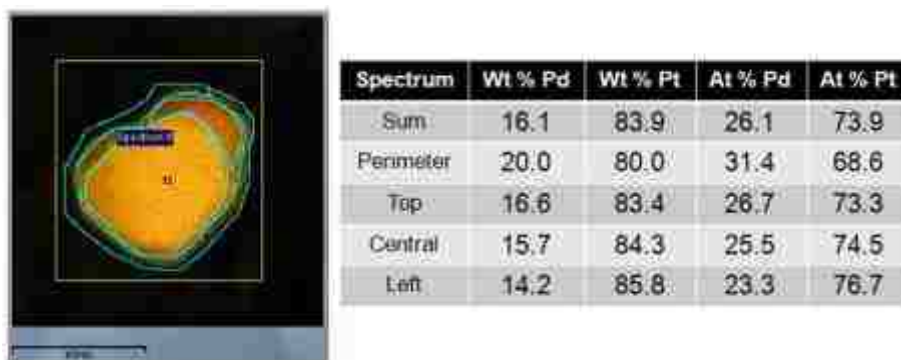 Spectrum Wt % Pd Wt % Pt At % Pd At % Pt
Sum 16.1 83.9 26.1 73.9
Perimeter 20.0 80.0 31.4 68.6
Top 16.6 83.4 26.7 73.3
Central 15.7 84.3 25.5 74.5
Left 14.2 85.8 23.3 76.7